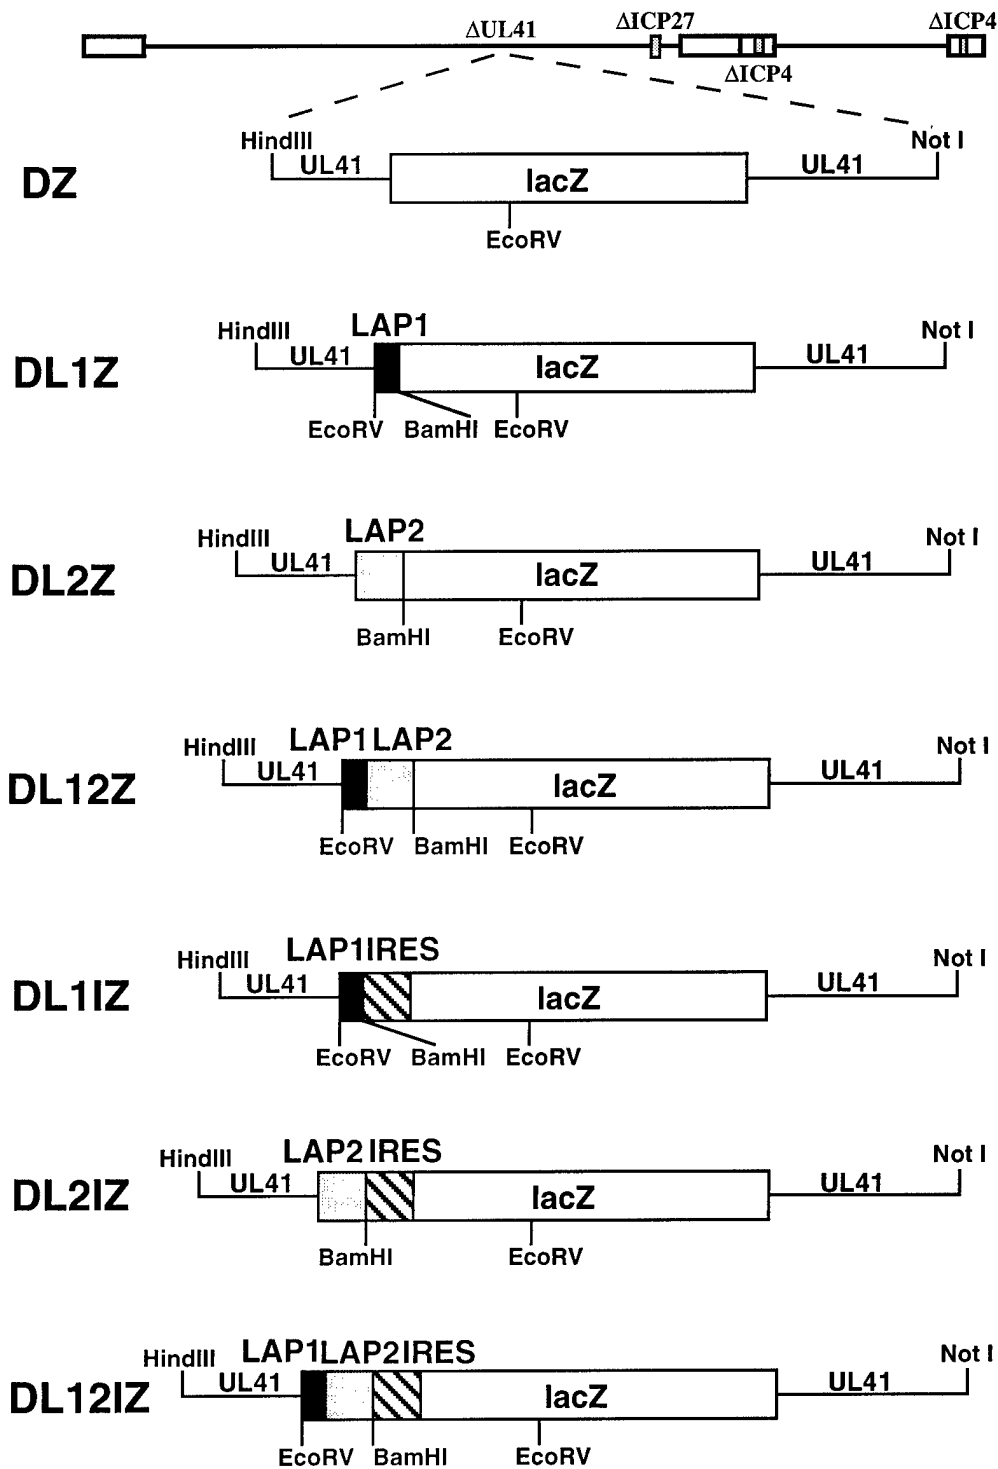 ΔUL41 ΔICP27 ΔICP4
ΔICP4
HindIII Not I
UL41 UL41
DZ lacZ
EcoRV
HindIII LAP1 Not I
UL41 UL41
DL1Z lacZ
EcoRV BamHI EcoRV
HindIII LAP2 Not I
UL41 UL41
DL2Z lacZ
BamHI EcoRV
HindIII LAP1 LAP2 Not I
UL41 UL41
DL12Z lacZ
EcoRV BamHI EcoRV
HindIII LAP1IRES Not I
UL41 UL41
DL1IZ lacZ
EcoRV BamHI EcoRV
HindIII LAP2 IRES Not I
UL41 UL41
DL2IZ lacZ
BamHI EcoRV
HindIII LAP1LAP2IRES Not I
UL41 UL41
DL12IZ lacZ
EcoRV BamHI EcoRV